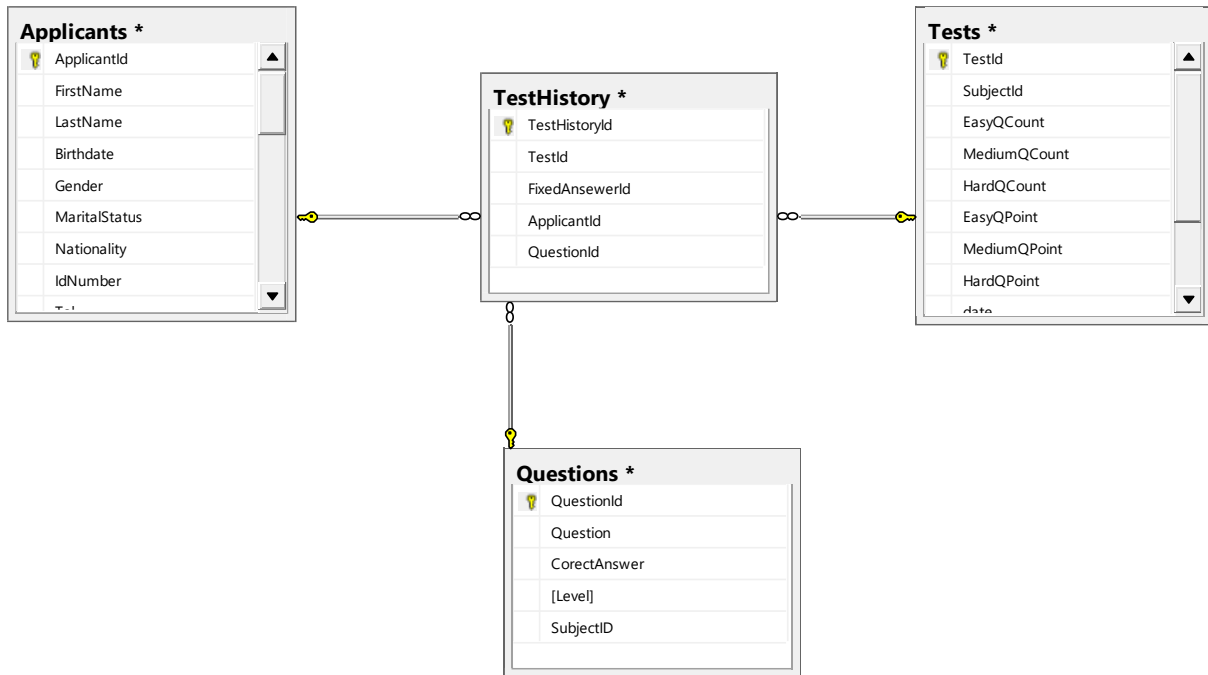 Applicants *
ApplicantId
FirstName
LastName
Birthdate
Gender
MaritalStatus
Nationality
IdNumber
TestHistory *
TestHistoryId
TestId
FixedAnsewerId
ApplicantId
QuestionId
Tests *
TestId
SubjectId
EasyQCount
MediumQCount
HardQCount
EasyQPoint
MediumQPoint
HardQPoint
date
Questions *
QuestionId
Question
CorectAnswer
[Level]
SubjectID